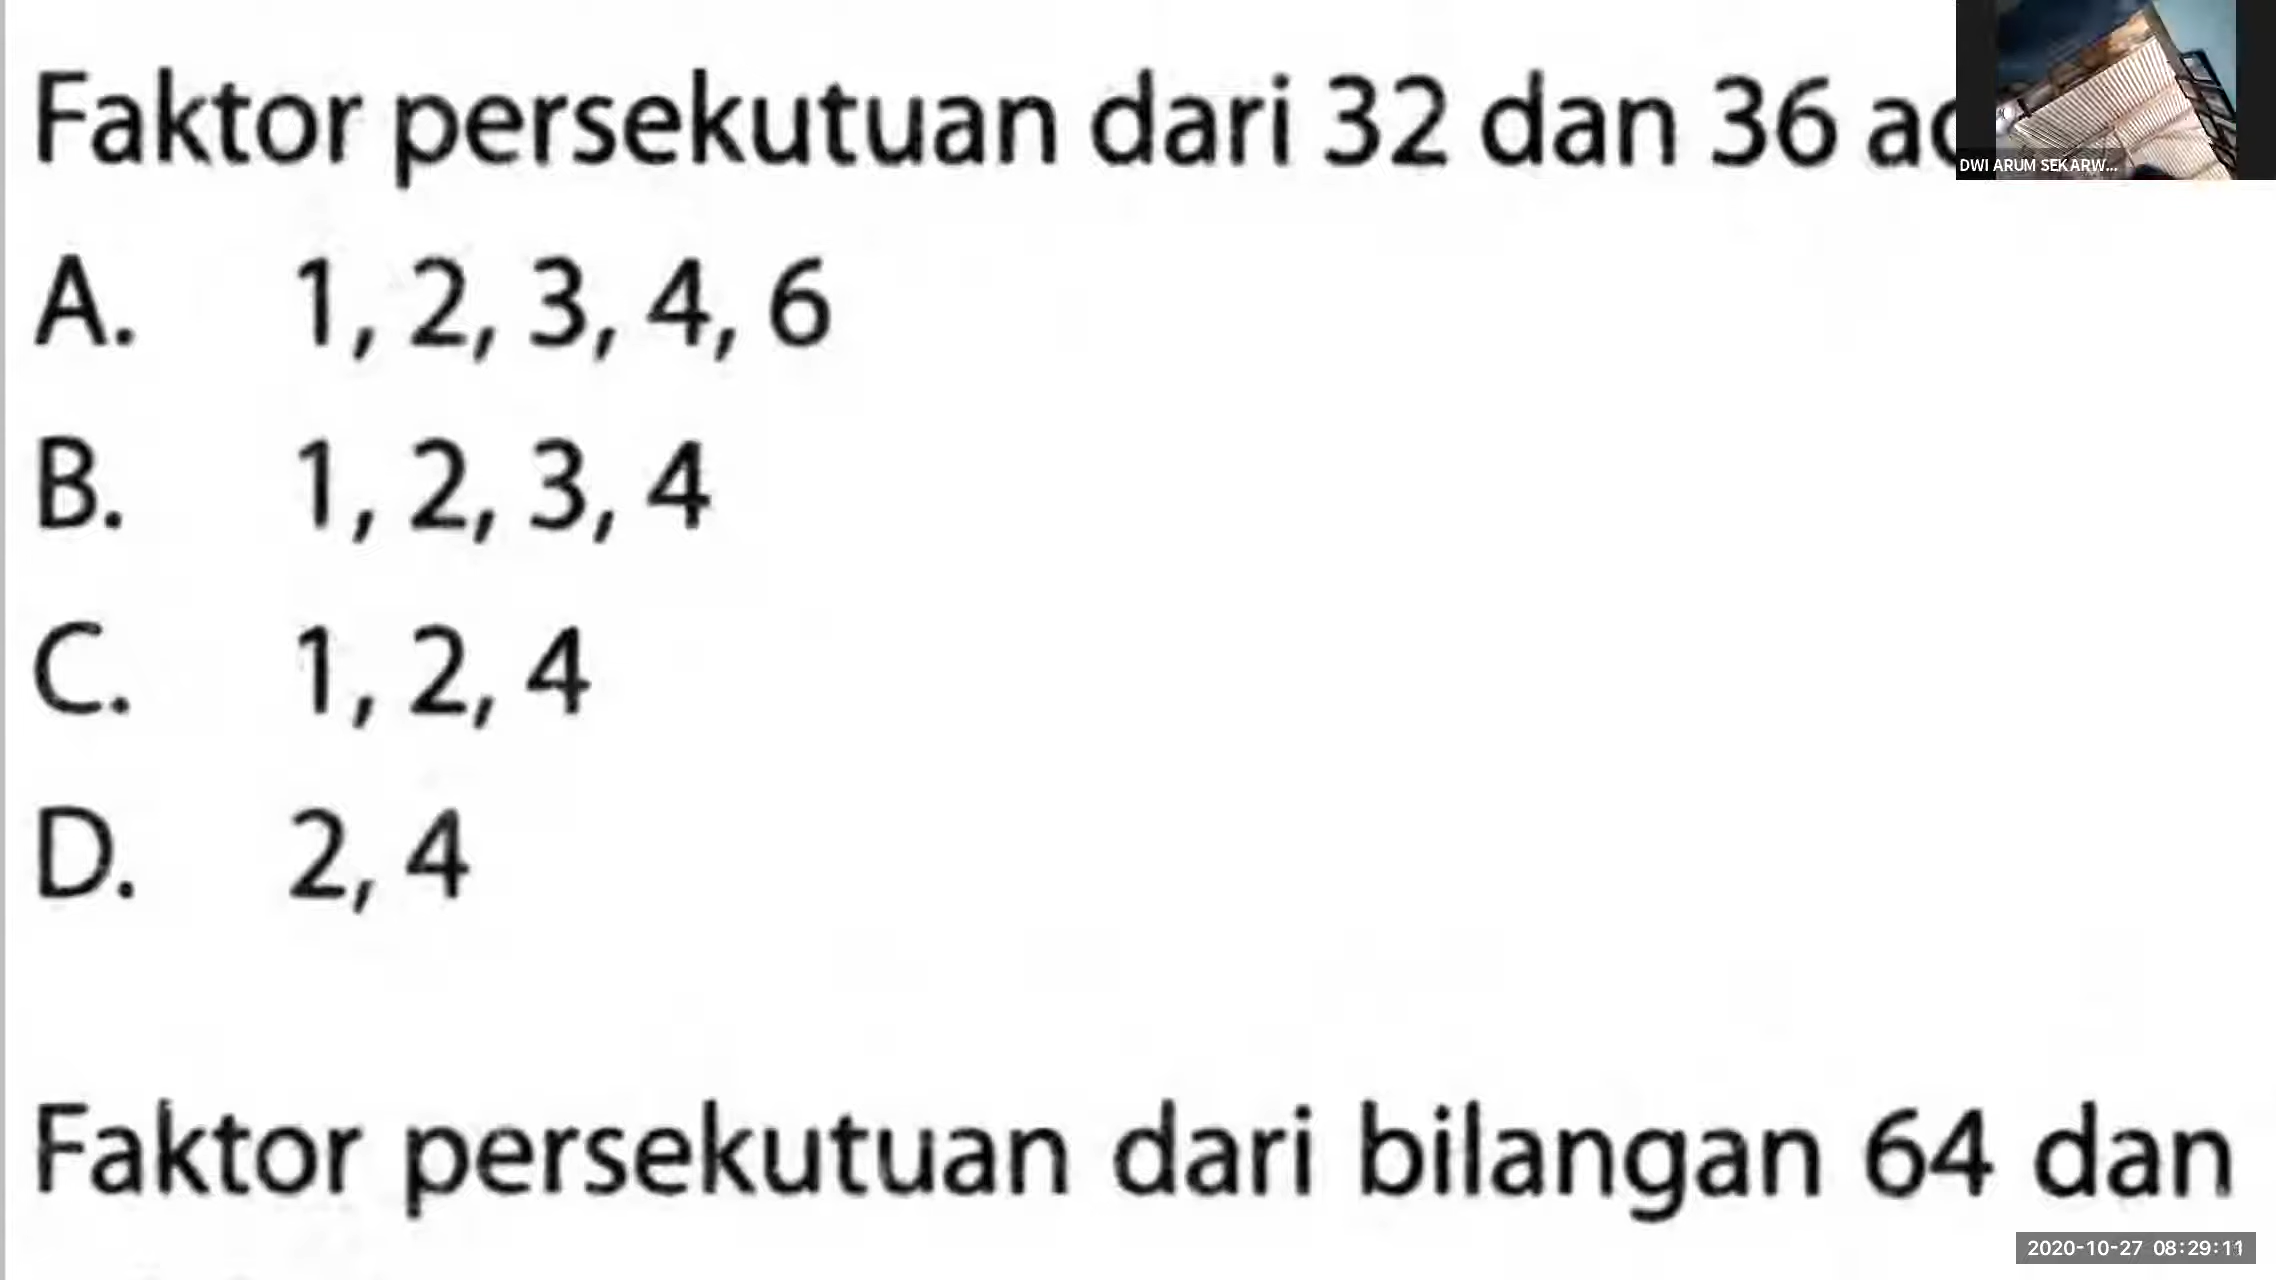 Faktor persekutuan dari 32 dan 36
DWI ARUM SEKARW...
A. 1, 2, 3, 4, 6
B. 1, 2, 3, 4
C. 1, 2, 4
D. 2, 4
Faktor persekutuan dari bilangan 64 dan
2020-10-27 08:29:11